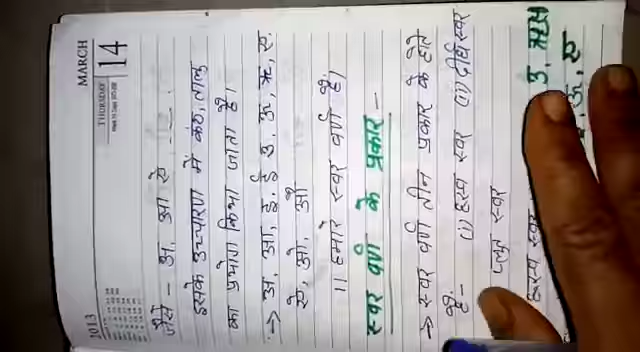 MARCH
14
THURSDAY
2013
जैसे - अ, आ ए
इसके उच्चारण में कंठ, तालु
का प्रयोग किया जाता है।
→ अ, आ, इ, ई उ, ऊ, ऋ, ए,
ऐ, ओ, औ
11 हमारे स्वर वर्ण है।
स्वर वर्ण के प्रकार -
→ स्वर वर्ण तीन प्रकार के होते
है - (i) ह्रस्व स्वर (ii) दीर्घ स्वर
प्लुत स्वर
ह्रस्व स्वर
उ, ऋ
ऊ, ए